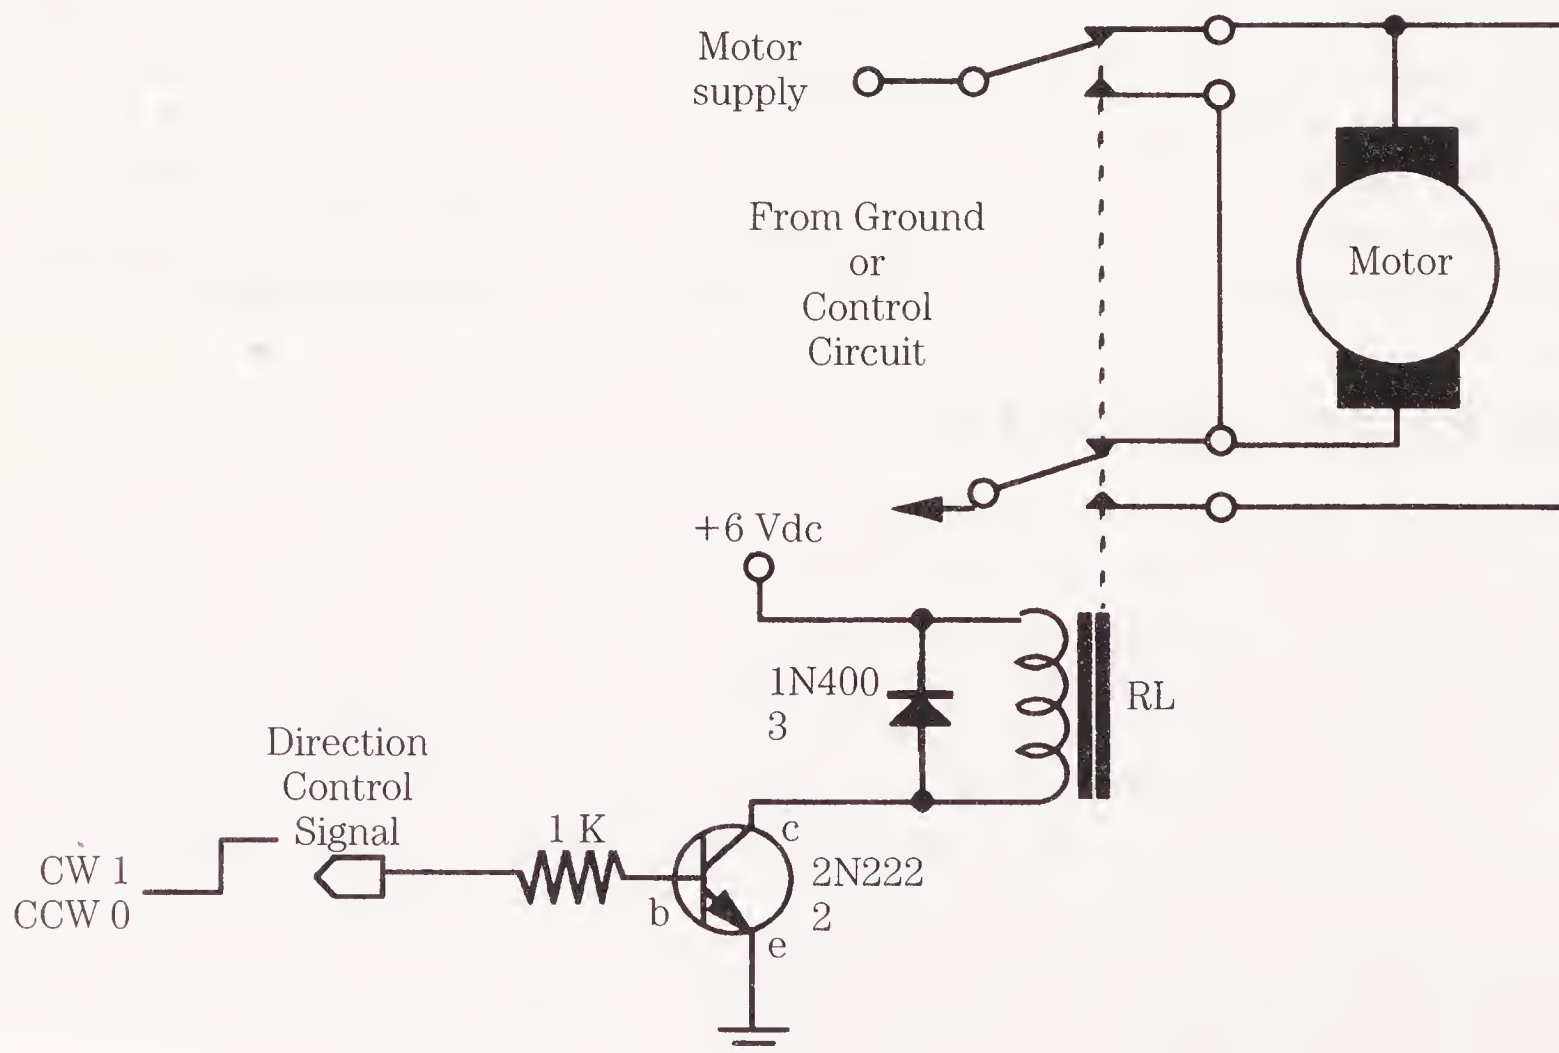 Motor
supply
From Ground
or
Control
Circuit
Motor
+6 Vdc
1N400
3
RL
Direction
Control
Signal
1 K
c
CW 1
CCW 0
b
2N222
2
e